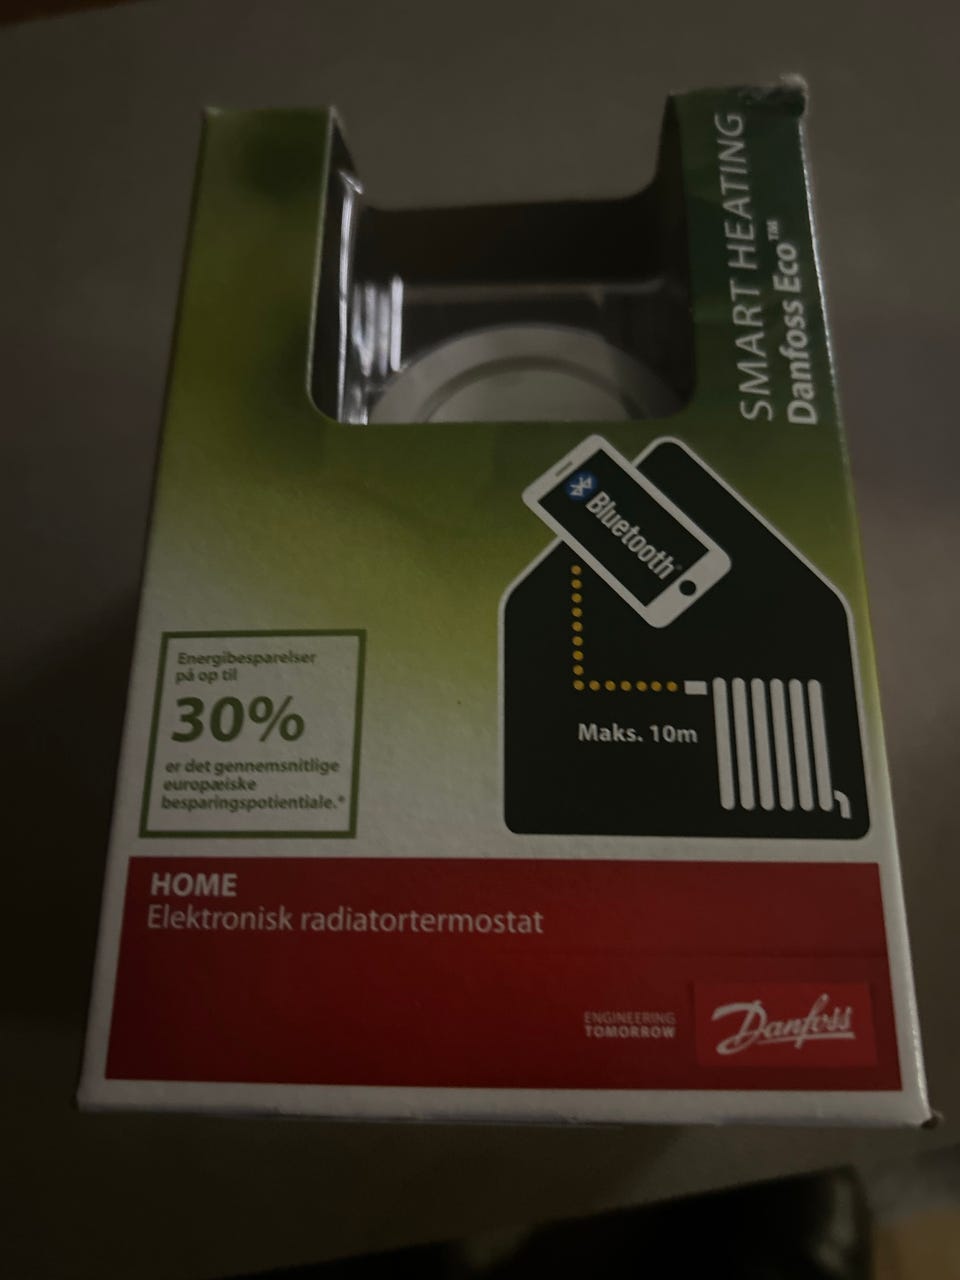 SMART HEATING
Danfoss Eco™
Bluetooth®
Maks. 10m
Energibesparelser
på op til
30%
er det gennemsnitlige
europæiske
besparingspotentiale.*
HOME
Elektronisk radiatortermostat
ENGINEERING
TOMORROW
Danfoss